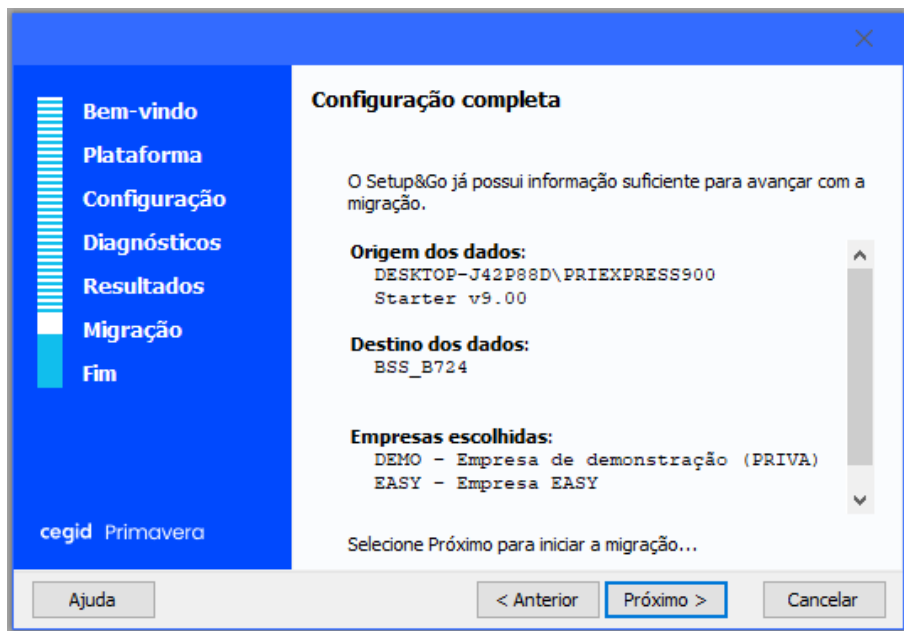 Bem-vindo
Plataforma
Configuração
Diagnósticos
Resultados
Migração
Fim
cegid Primavera
Configuração completa
O Setup&Go já possui informação suficiente para avançar com a
migração.
Origem dos dados:
DESKTOP-J42P88D\PRIEXPRESS900
Starter v9.00
Destino dos dados:
BSS_B724
Empresas escolhidas:
DEMO - Empresa de demonstração (PRIVA)
EASY - Empresa EASY
Selecione Próximo para iniciar a migração...
Ajuda
< Anterior
Próximo >
Cancelar